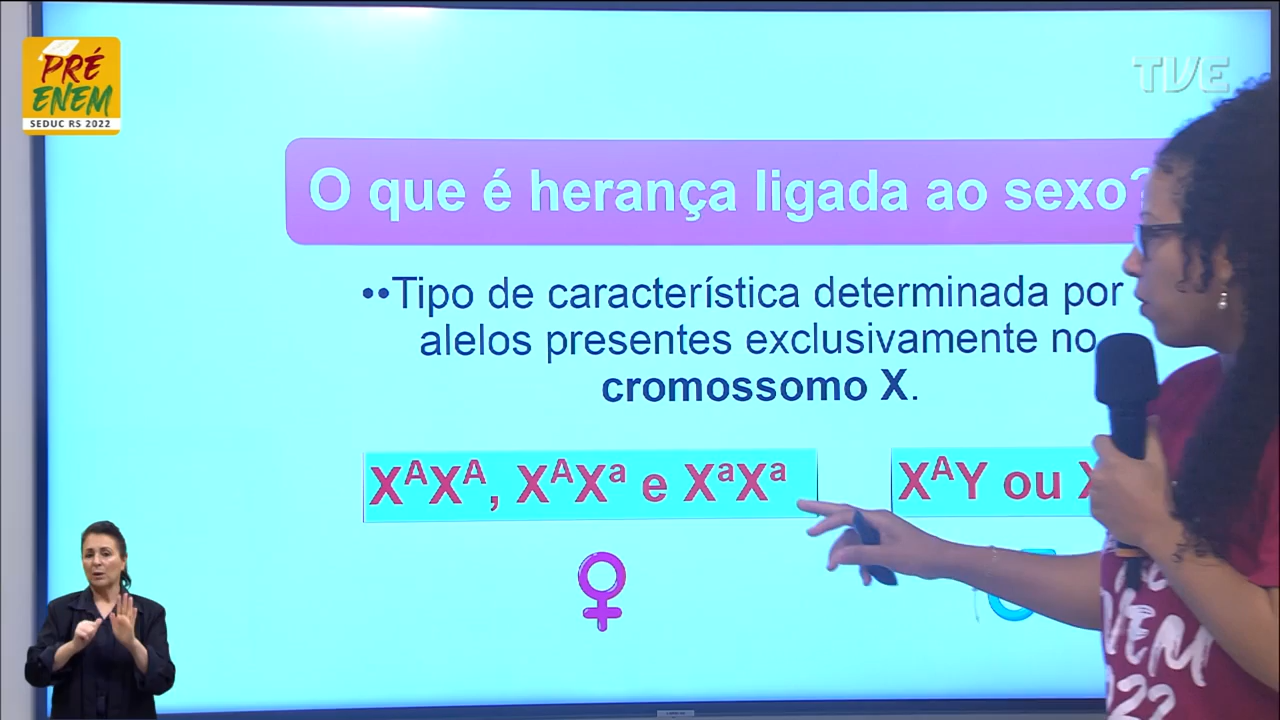 PRÉ
ENEM
SEDUC RS 2022
TVE
O que é herança ligada ao sexo?
••Tipo de característica determinada por
alelos presentes exclusivamente no
cromossomo X.
XᴬXᴬ, XᴬXᵃ e XᵃXᵃ
XᴬY ou